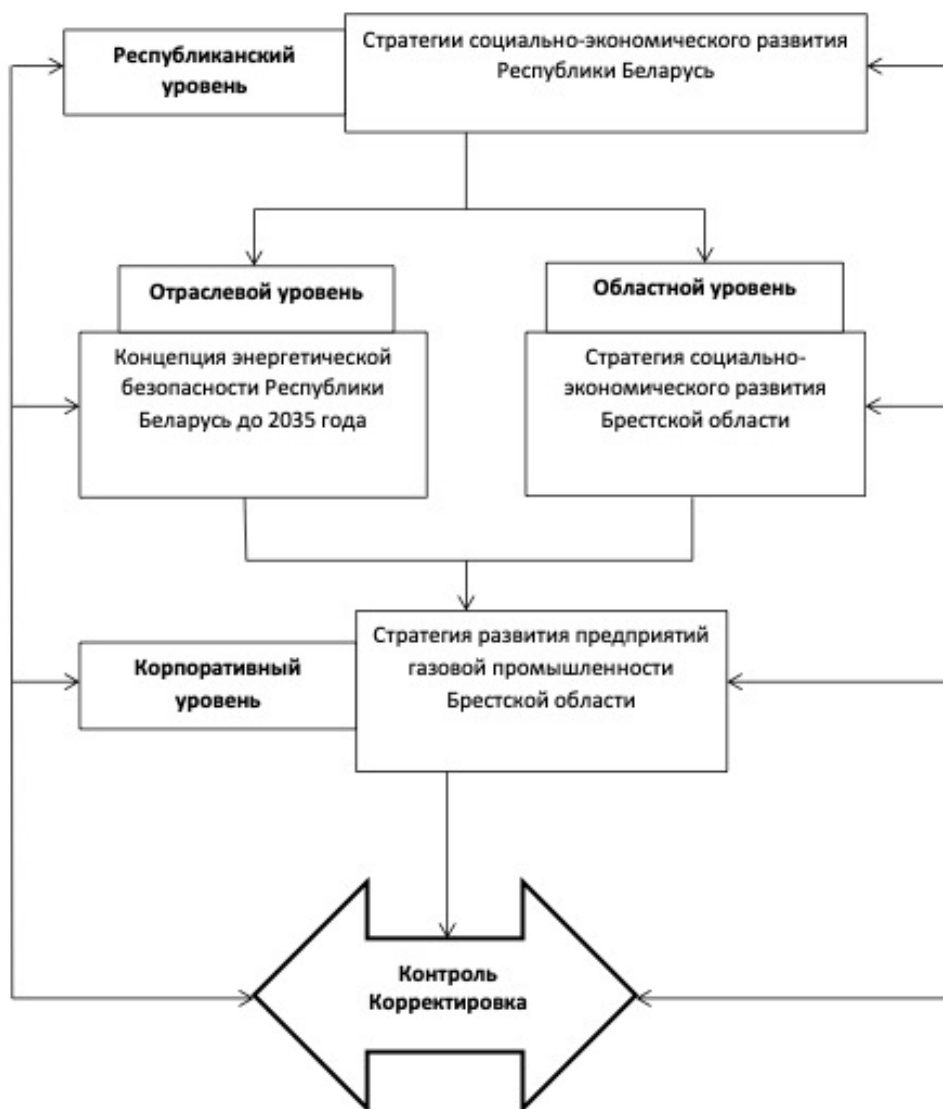 Республиканский
уровень
Стратегии социально-экономического развития
Республики Беларусь
Отраслевой уровень
Концепция энергетической
безопасности Республики
Беларусь до 2035 года
Областной уровень
Стратегия социально-
экономического развития
Брестской области
Корпоративный
уровень
Стратегия развития предприятий
газовой промышленности
Брестской области
Контроль
Корректировка